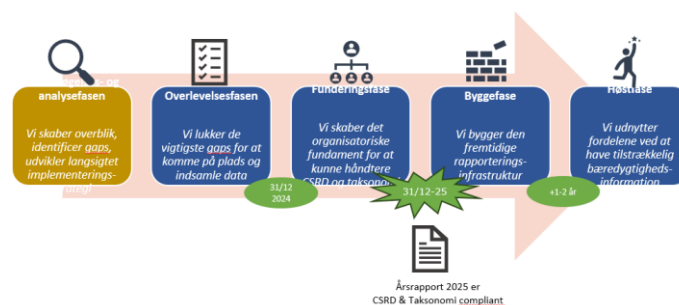 og
analysefasen
Vi skaber overblik,
identificer gaps,
udvikler langsigtet
implementerings-
Overlevelsesfasen
Vi lukker de
vigtigste gaps for at
komme på plads og
indsamle data
Funderingsfase
Vi skaber det
organisatoriske
fundament for at
kunne håndtere
CSRD og taksonomi
Byggefase
Vi bygger den
fremtidige
rapporterings-
infrastruktur
Høstfase
Vi udnytter
fordelene ved at
have tilstrækkelig
bæredygtigheds-
information
31/12
2024
31/12-25
+1-2 år
Årsrapport 2025 er
CSRD & Taksonomi compliant